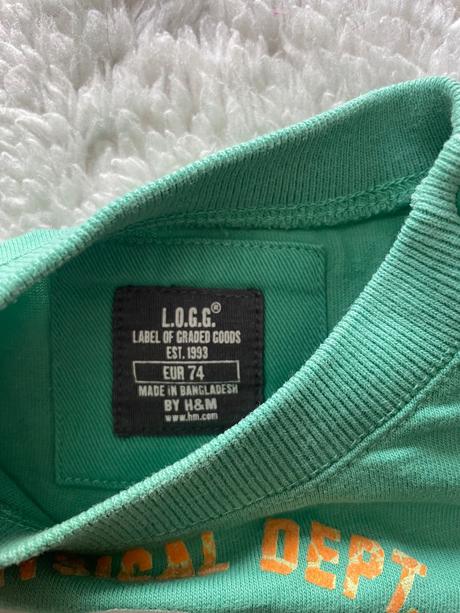 L.O.G.G.®
LABEL OF GRADED GOODS
EST. 1993
EUR 74
MADE IN BANGLADESH
BY H&M
www.hm.com
DEPT.